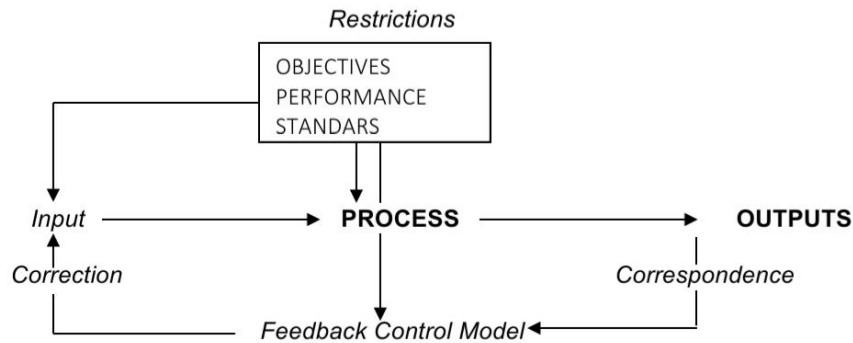 Restrictions
OBJECTIVES
PERFORMANCE
STANDARS
Input
PROCESS
OUTPUTS
Correction
Correspondence
Feedback Control Model